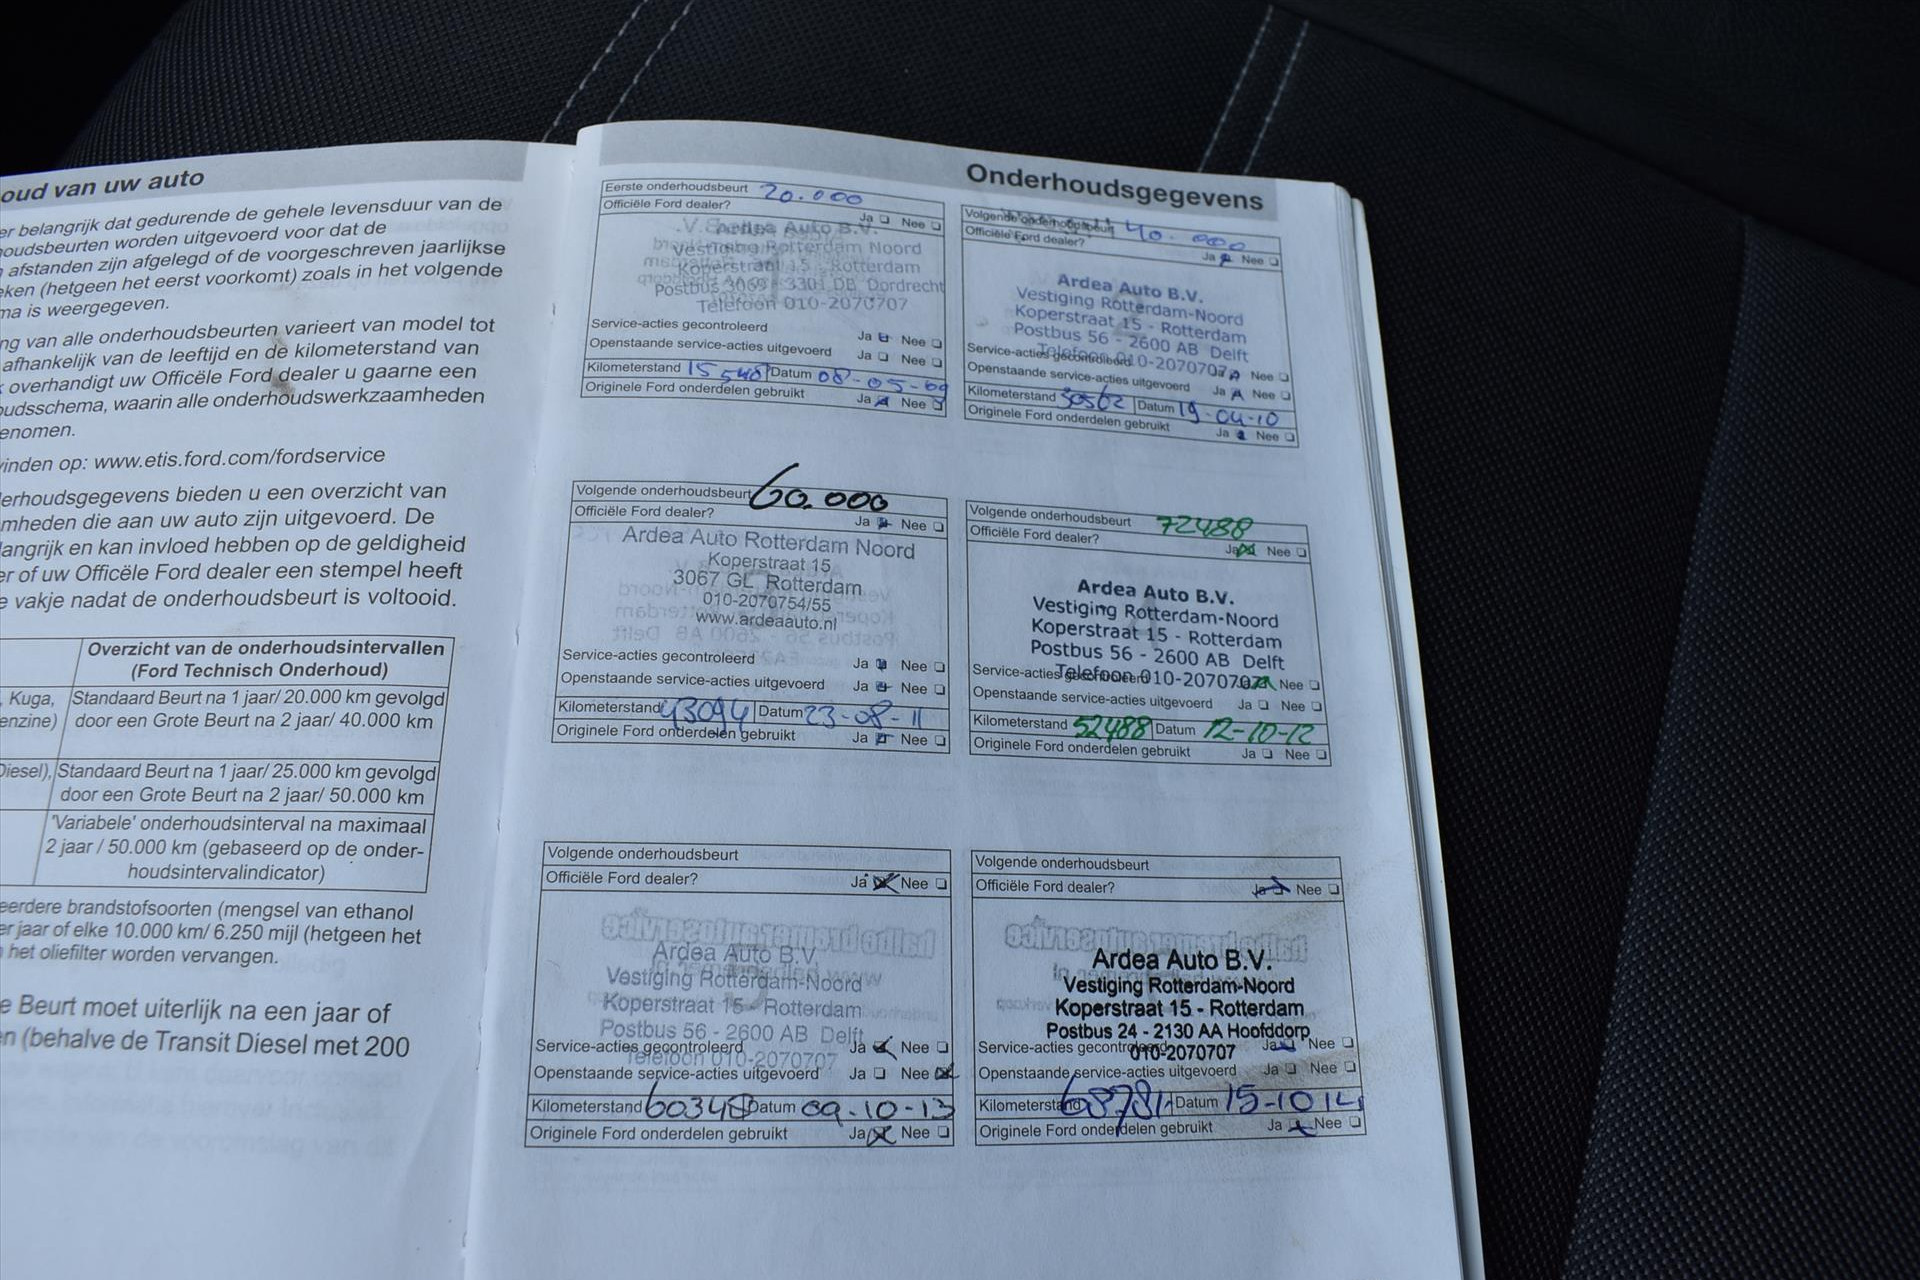 oud van uw auto
er belangrijk dat gedurende de gehele levensduur van de
houdsbeurten worden uitgevoerd voor dat de
afstanden zijn afgelegd of de voorgeschreven jaarlijkse
eken (hetgeen het eerst voorkomt) zoals in het volgende
ma is weergegeven.
ng van alle onderhoudsbeurten varieert van model tot
afhankelijk van de leeftijd en de kilometerstand van
overhandigt uw Officële Ford dealer u gaarne een
oudsschema, waarin alle onderhoudswerkzaamheden
enomen.
vinden op: www.etis.ford.com/fordservice
derhoudsgegevens bieden u een overzicht van
mheden die aan uw auto zijn uitgevoerd. De
langrijk en kan invloed hebben op de geldigheid
er of uw Officële Ford dealer een stempel heeft
e vakje nadat de onderhoudsbeurt is voltooid.
Overzicht van de onderhoudsintervallen
(Ford Technisch Onderhoud)
, Kuga, Standaard Beurt na 1 jaar/ 20.000 km gevolgd
enzine) door een Grote Beurt na 2 jaar/ 40.000 km
Diesel), Standaard Beurt na 1 jaar/ 25.000 km gevolgd
door een Grote Beurt na 2 jaar/ 50.000 km
'Variabele' onderhoudsinterval na maximaal
2 jaar / 50.000 km (gebaseerd op de onder-
houdsintervalindicator)
eerdere brandstofsoorten (mengsel van ethanol
er jaar of elke 10.000 km/ 6.250 mijl (hetgeen het
het oliefilter worden vervangen.
e Beurt moet uiterlijk na een jaar of
en (behalve de Transit Diesel met 200
Onderhoudsgegevens
Eerste onderhoudsbeurt 20.000
Officiële Ford dealer?
Ja Nee
Ardea Auto B.V.
Vestiging Rotterdam Noord
Koperstraat 15 - Rotterdam
Postbus 3069 - 3301 DB Dordrecht
Telefoon 010-2070707
Service-acties gecontroleerd Ja Nee
Openstaande service-acties uitgevoerd Ja Nee
Kilometerstand 15548 Datum 08-05-09
Originele Ford onderdelen gebruikt Ja Nee
Volgende onderhoudsbeurt 40.000
Officiële Ford dealer?
Ja Nee
Ardea Auto B.V.
Vestiging Rotterdam-Noord
Koperstraat 15 - Rotterdam
Postbus 56 - 2600 AB Delft
Telefoon 010-2070707
Service-acties gecontroleerd Ja Nee
Openstaande service-acties uitgevoerd Ja Nee
Kilometerstand 30562 Datum 19-04-10
Originele Ford onderdelen gebruikt Ja Nee
Volgende onderhoudsbeurt 60.000
Officiële Ford dealer? Ja Nee
Ardea Auto Rotterdam Noord
Koperstraat 15
3067 GL Rotterdam
010-2070754/55
www.ardeaauto.nl
Service-acties gecontroleerd Ja Nee
Openstaande service-acties uitgevoerd Ja Nee
Kilometerstand 43094 Datum 23-08-11
Originele Ford onderdelen gebruikt Ja Nee
Volgende onderhoudsbeurt 72488
Officiële Ford dealer? Ja Nee
Ardea Auto B.V.
Vestiging Rotterdam-Noord
Koperstraat 15 - Rotterdam
Postbus 56 - 2600 AB Delft
Telefoon 010-2070707
Service-acties gecontroleerd Ja Nee
Openstaande service-acties uitgevoerd Ja Nee
Kilometerstand 52488 Datum 12-10-12
Originele Ford onderdelen gebruikt Ja Nee
Volgende onderhoudsbeurt
Officiële Ford dealer? Ja Nee
Ardea Auto B.V.
Vestiging Rotterdam-Noord
Koperstraat 15 - Rotterdam
Postbus 56 - 2600 AB Delft
Telefoon 010-2070707
Service-acties gecontroleerd Ja Nee
Openstaande service-acties uitgevoerd Ja Nee
Kilometerstand 60348 Datum 09-10-13
Originele Ford onderdelen gebruikt Ja Nee
Volgende onderhoudsbeurt
Officiële Ford dealer? Ja Nee
Ardea Auto B.V.
Vestiging Rotterdam-Noord
Koperstraat 15 - Rotterdam
Postbus 24 - 2130 AA Hoofddorp
010-2070707
Service-acties gecontroleerd Ja Nee
Openstaande service-acties uitgevoerd Ja Nee
Kilometerstand 68781 Datum 15-10 14
Originele Ford onderdelen gebruikt Ja Nee